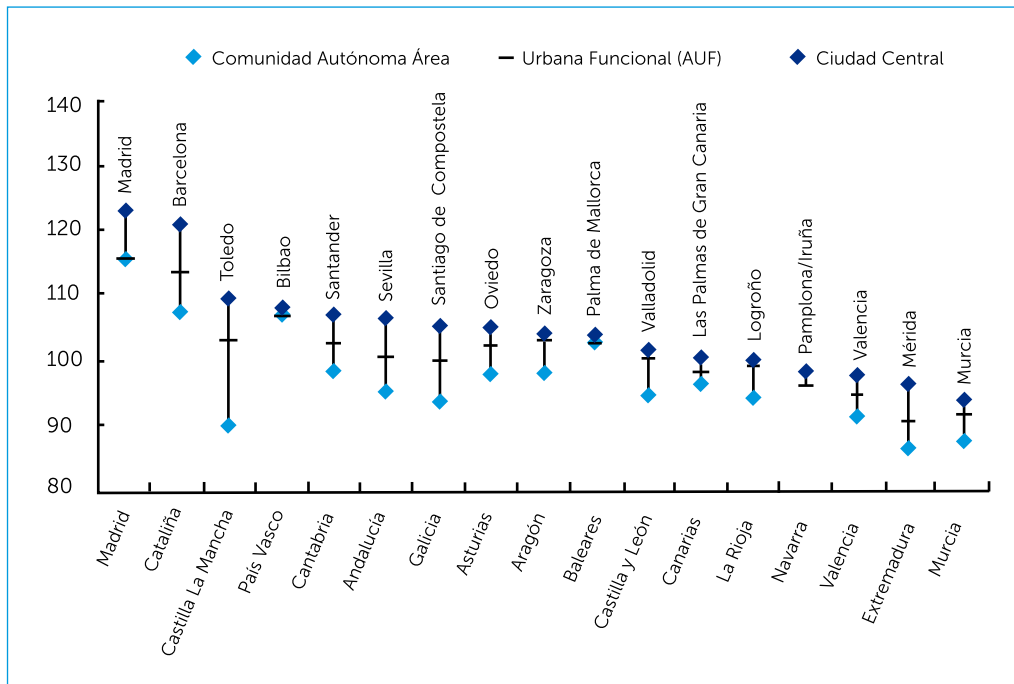 Comunidad Autónoma Área
Urbana Funcional (AUF)
Ciudad Central
140
130
120
110
100
90
80
Madrid
Barcelona
Toledo
Bilbao
Santander
Sevilla
Santiago de Compostela
Oviedo
Zaragoza
Palma de Mallorca
Valladolid
Las Palmas de Gran Canaria
Logroño
Pamplona/Iruña
Valencia
Mérida
Murcia
Madrid
Cataliña
Castilla La Mancha
País Vasco
Cantabria
Andalucía
Galicia
Asturias
Aragón
Baleares
Castilla y León
Canarias
La Rioja
Navarra
Valencia
Extremadura
Murcia